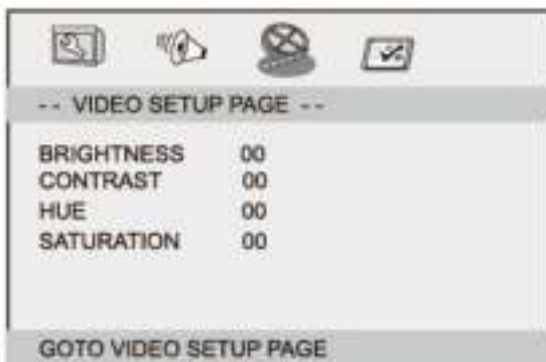 -- VIDEO SETUP PAGE --
BRIGHTNESS 00
CONTRAST 00
HUE 00
SATURATION 00
GOTO VIDEO SETUP PAGE